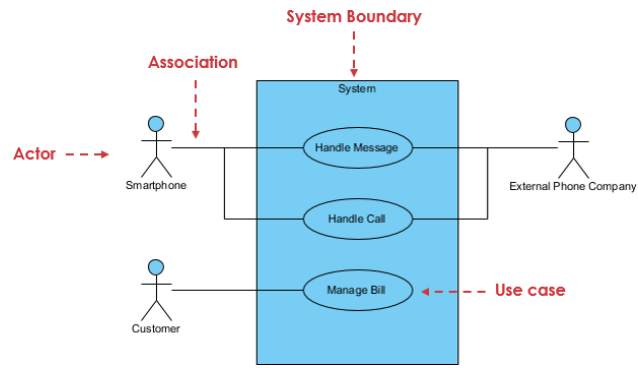 System Boundary
Association
System
Actor
Handle Message
Smartphone
External Phone Company
Handle Call
Manage Bill
Use case
Customer